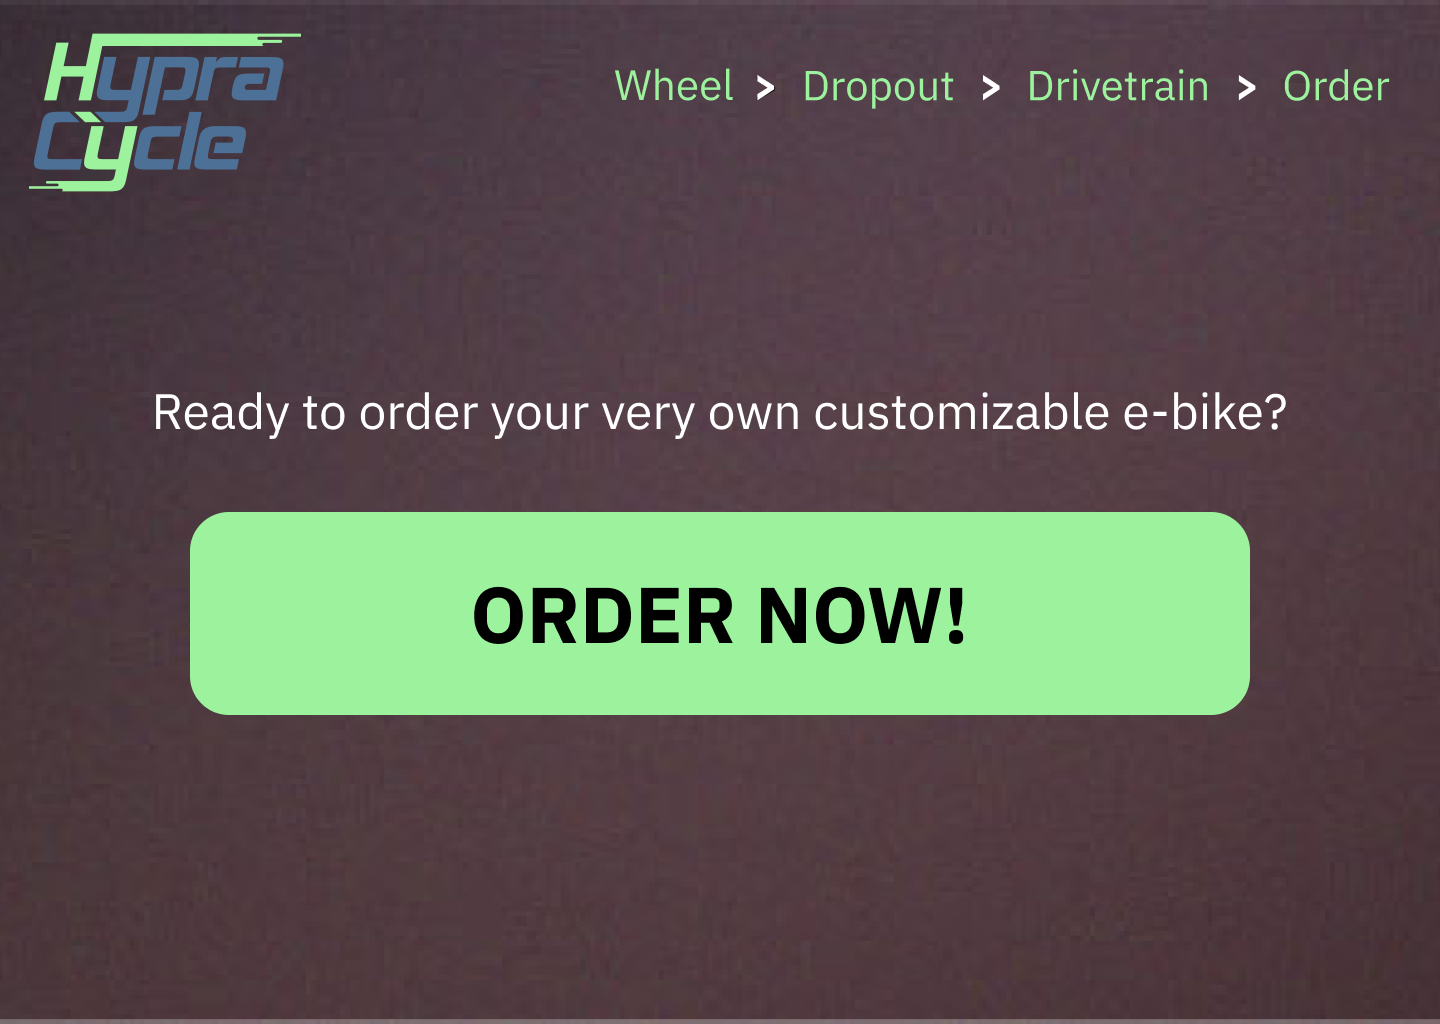 Hypra
Cycle
Wheel > Dropout > Drivetrain > Order
Ready to order your very own customizable e-bike?
ORDER NOW!